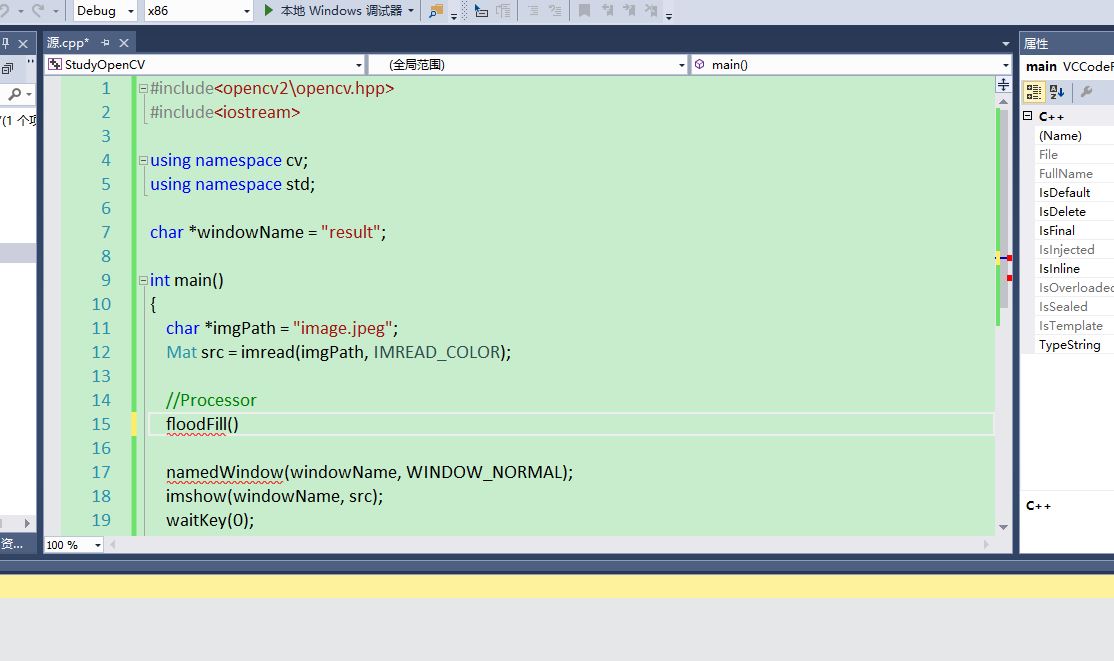 Debug x86 本地 Windows 调试器
源.cpp*
属性
StudyOpenCV (全局范围) main()
main VCCodeF
1 #include<opencv2\opencv.hpp>
2 #include<iostream>
3
4 using namespace cv;
5 using namespace std;
6
7 char *windowName = "result";
8
9 int main()
10 {
11 char *imgPath = "image.jpeg";
12 Mat src = imread(imgPath, IMREAD_COLOR);
13
14 //Processor
15 floodFill()
16
17 namedWindow(windowName, WINDOW_NORMAL);
18 imshow(windowName, src);
19 waitKey(0);
100 %
(1 个项
资...
C++
(Name)
File
FullName
IsDefault
IsDelete
IsFinal
IsInjected
IsInline
IsOverloaded
IsSealed
IsTemplate
TypeString
C++